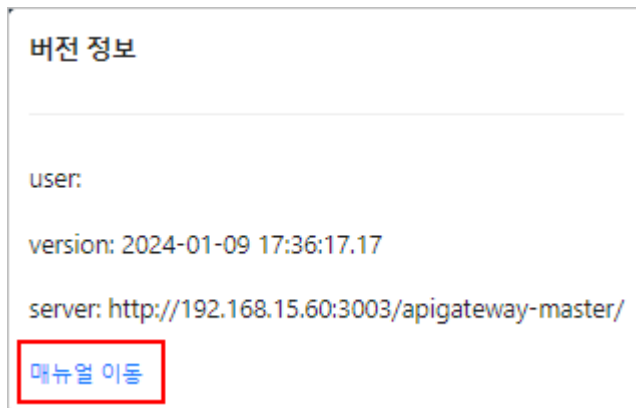 버전 정보
user:
version: 2024-01-09 17:36:17.17
server: http://192.168.15.60:3003/apigateway-master/
매뉴얼 이동